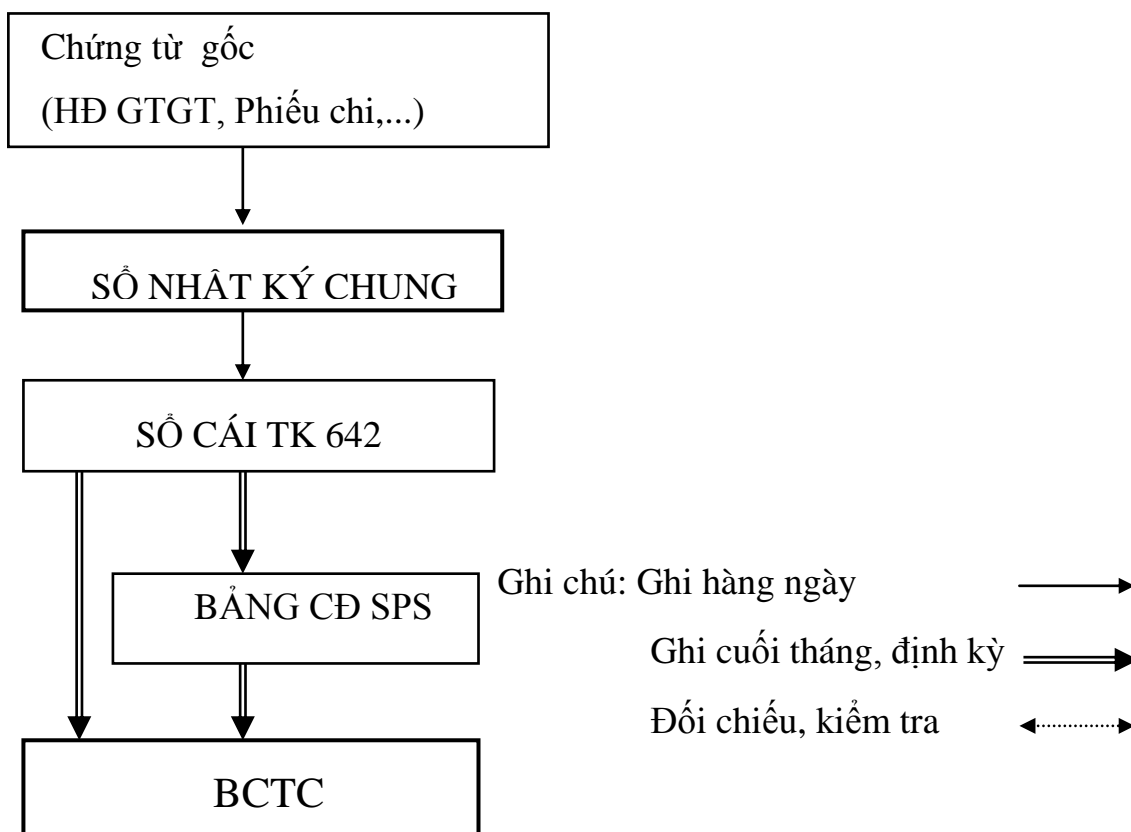 Chứng từ gốc
(HĐ GTGT, Phiếu chi,...)
SỔ NHÂT KÝ CHUNG
SỔ CÁI TK 642
BẢNG CĐ SPS
BCTC
Ghi chú: Ghi hàng ngày
Ghi cuối tháng, định kỳ
Đối chiếu, kiểm tra